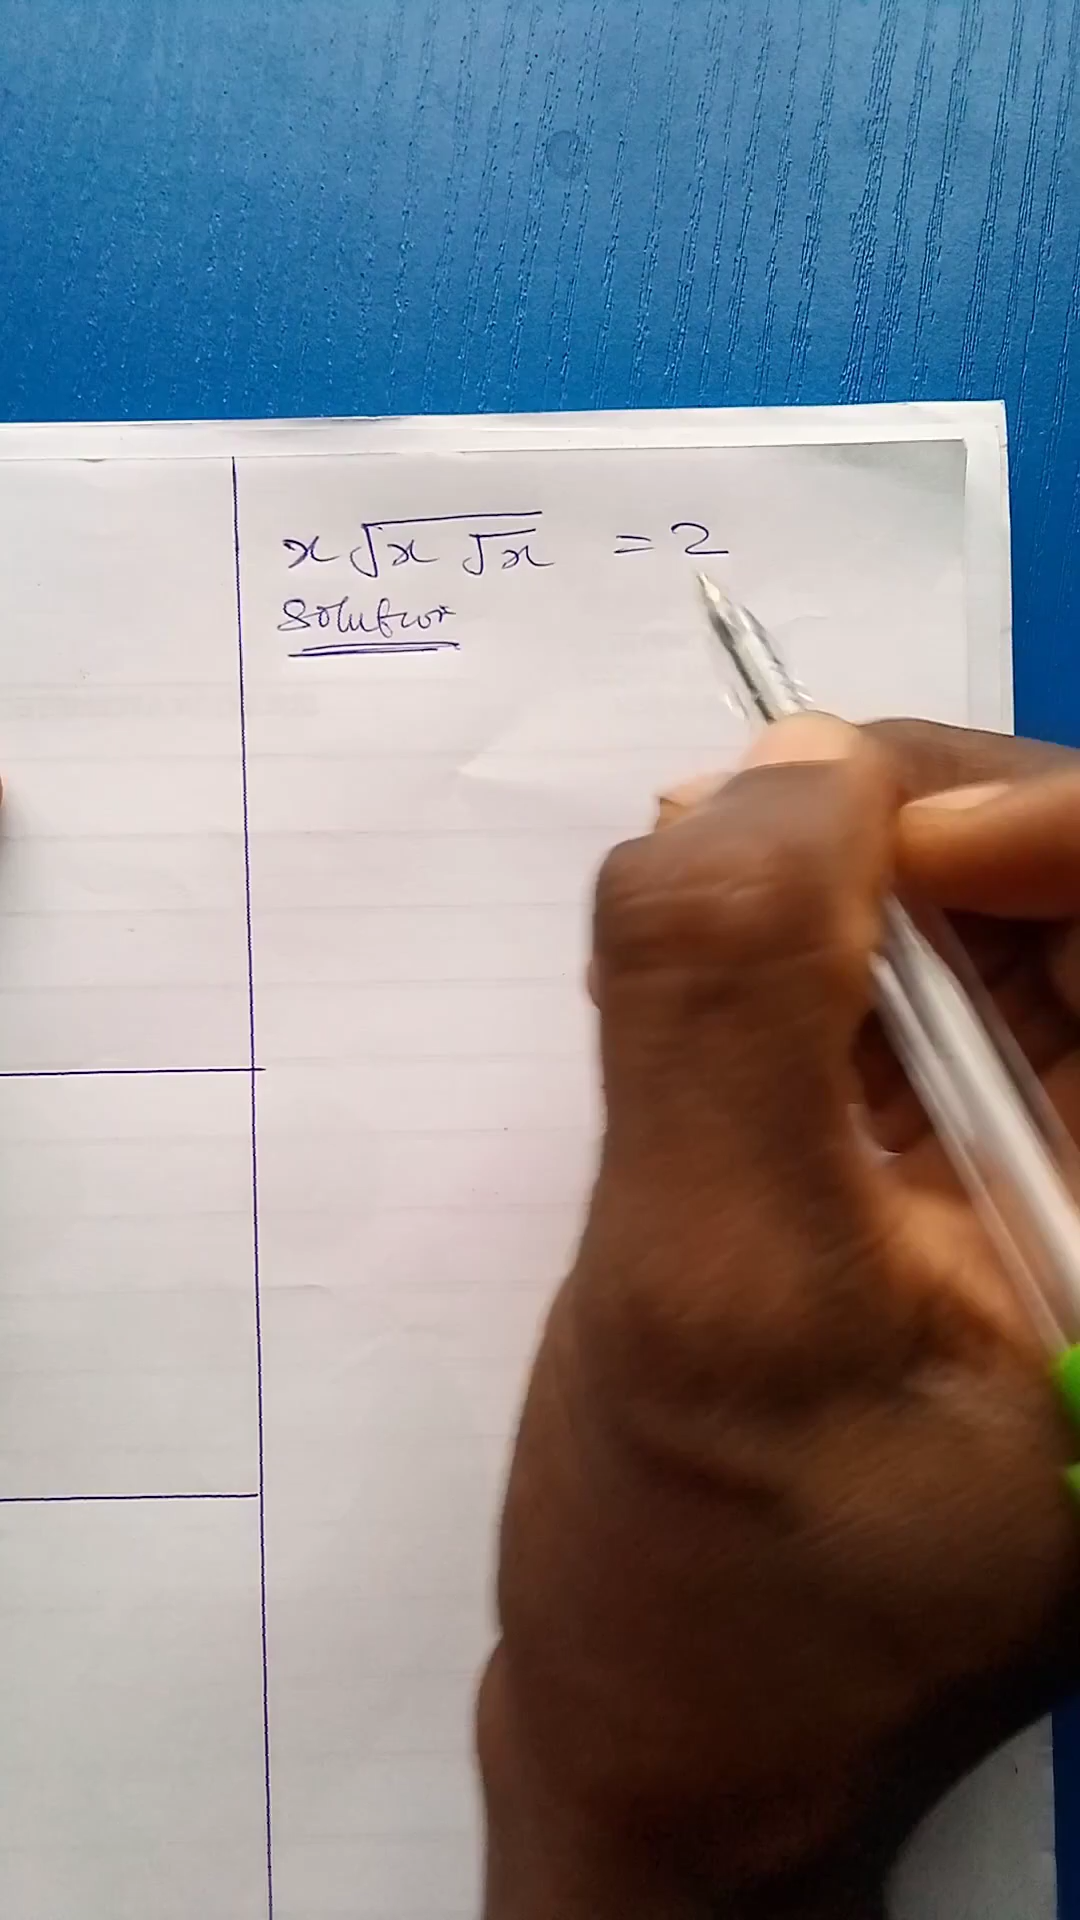 x√(x√x) = 2
Solution